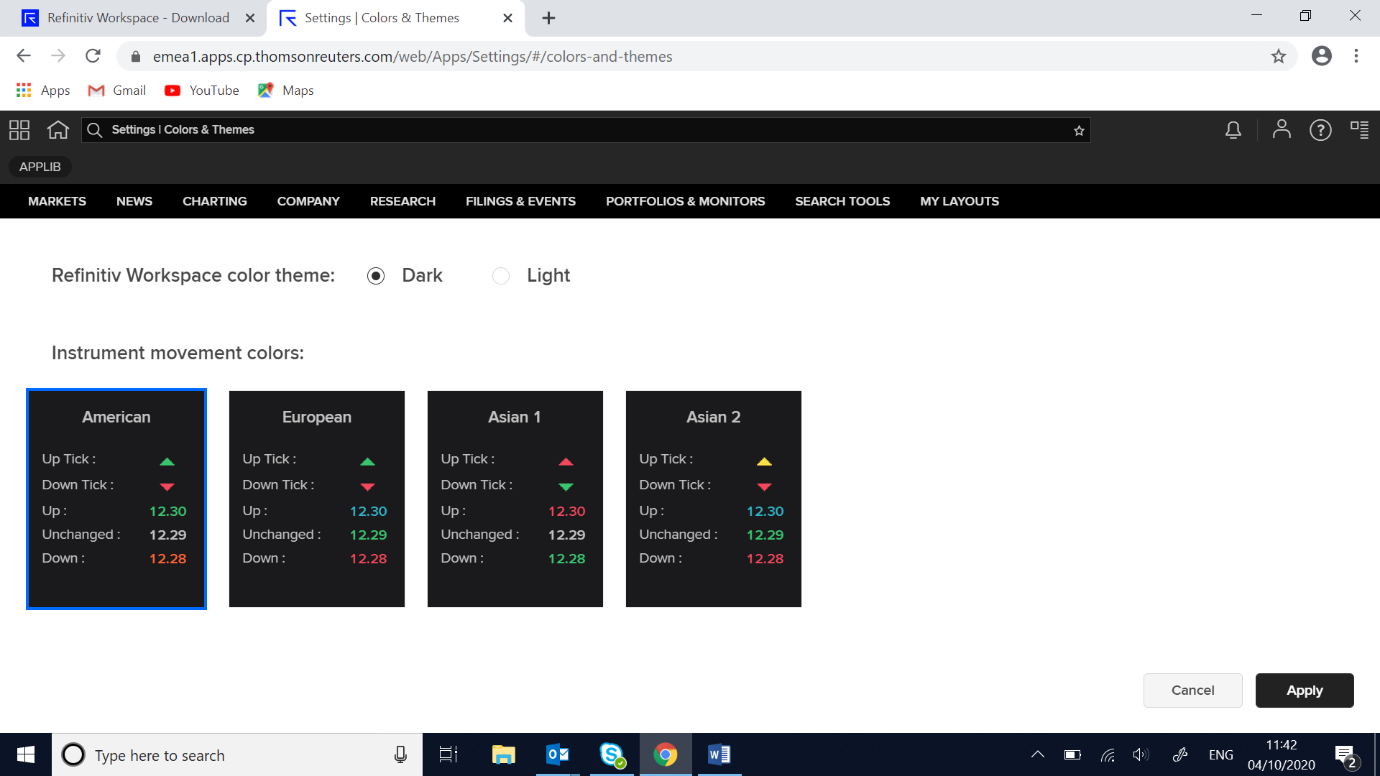 Refinitiv Workspace - Download
Settings | Colors & Themes
emea1.apps.cp.thomsonreuters.com/web/Apps/Settings/#/colors-and-themes
Apps Gmail YouTube Maps
Settings | Colors & Themes
APPLIB
MARKETS NEWS CHARTING COMPANY RESEARCH FILINGS & EVENTS PORTFOLIOS & MONITORS SEARCH TOOLS MY LAYOUTS
Refinitiv Workspace color theme: Dark Light
Instrument movement colors:
American
Up Tick :
Down Tick :
Up : 12.30
Unchanged : 12.29
Down : 12.28
European
Up Tick :
Down Tick :
Up : 12.30
Unchanged : 12.29
Down : 12.28
Asian 1
Up Tick :
Down Tick :
Up : 12.30
Unchanged : 12.29
Down : 12.28
Asian 2
Up Tick :
Down Tick :
Up : 12.30
Unchanged : 12.29
Down : 12.28
Cancel Apply
Type here to search
ENG
11:42
04/10/2020
2